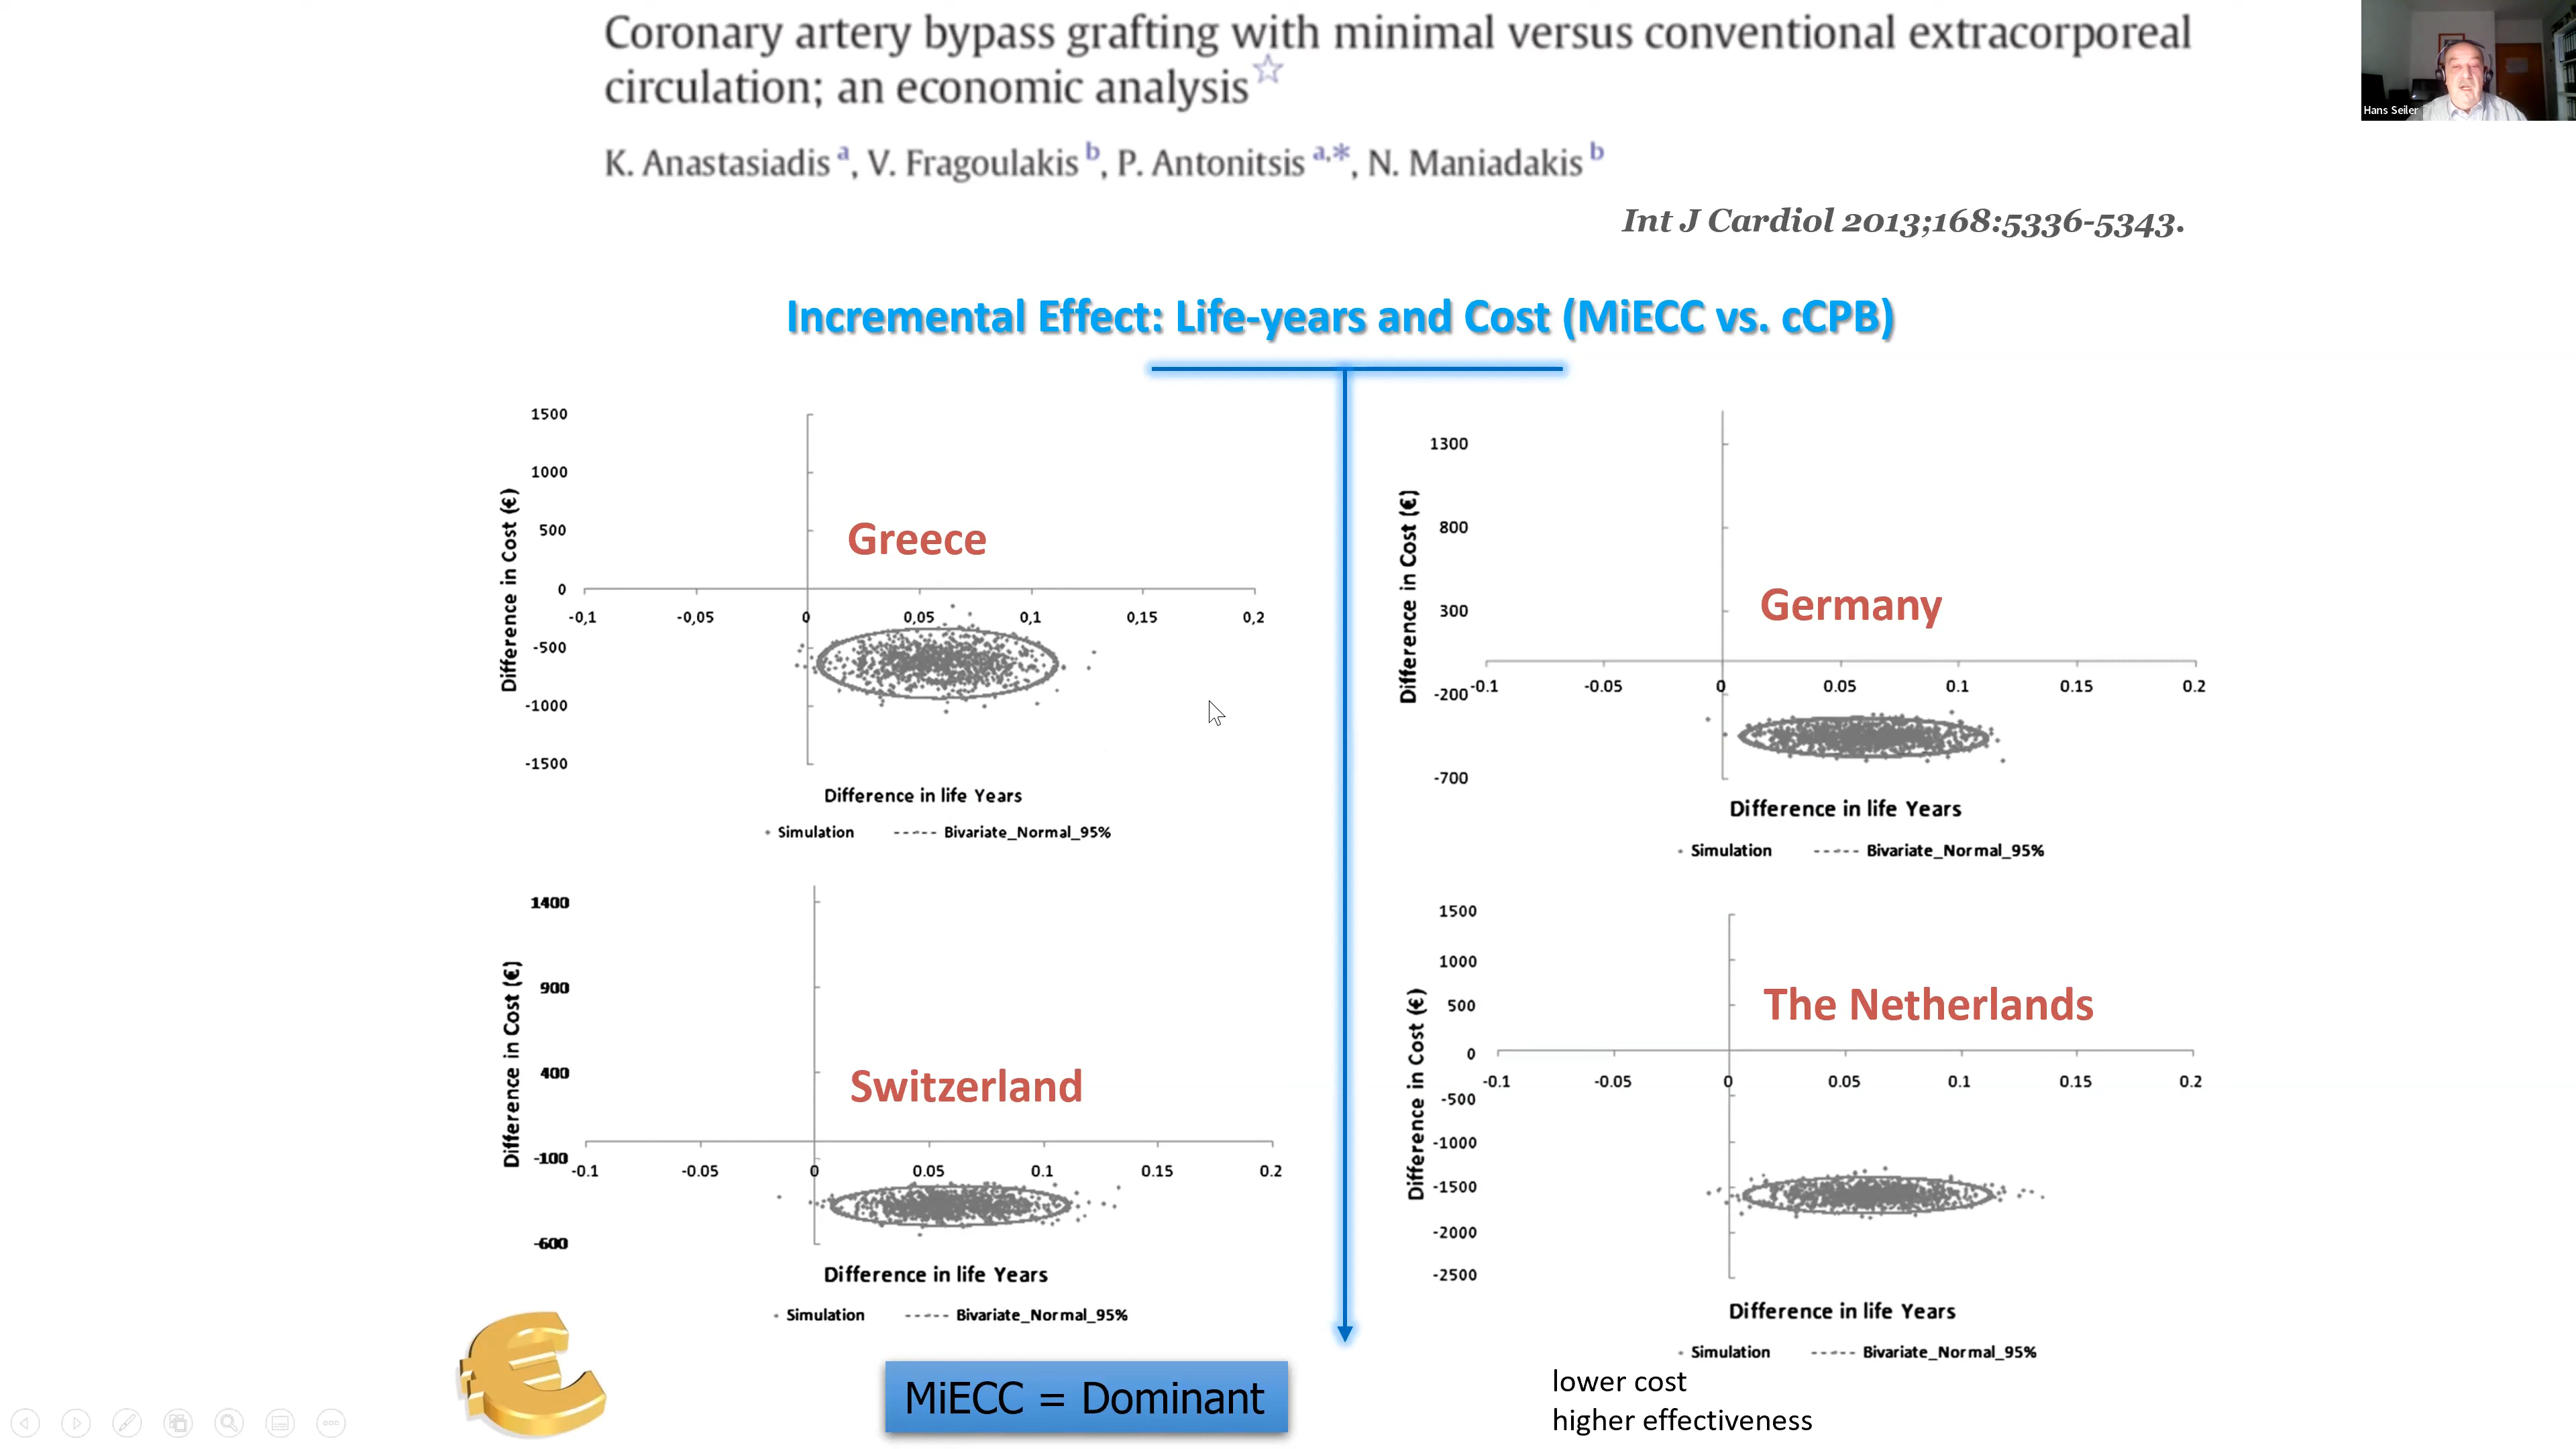 Coronary artery bypass grafting with minimal versus conventional extracorporeal
circulation; an economic analysis☆
K. Anastasiadis a, V. Fragoulakis b, P. Antonitsis a,*, N. Maniadakis b
Hans Seiler
Int J Cardiol 2013;168:5336-5343.
Incremental Effect: Life-years and Cost (MiECC vs. cCPB)
Difference in Cost (€)
1500
1000
500
0
-500
-1000
-1500
Greece
-0,1 -0,05 0 0,05 0,1 0,15 0,2
Difference in life Years
Simulation Bivariate_Normal_95%
Difference in Cost (€)
1300
800
300
-200
-700
Germany
-0.1 -0.05 0 0.05 0.1 0.15 0.2
Difference in life Years
Simulation Bivariate_Normal_95%
Difference in Cost (€)
1400
900
400
-100
-600
Switzerland
-0.1 -0.05 0 0.05 0.1 0.15 0.2
Difference in life Years
Simulation Bivariate_Normal_95%
Difference in Cost (€)
1500
1000
500
0
-500
-1000
-1500
-2000
-2500
The Netherlands
-0.1 -0.05 0 0.05 0.1 0.15 0.2
Difference in life Years
Simulation Bivariate_Normal_95%
MiECC = Dominant
lower cost
higher effectiveness